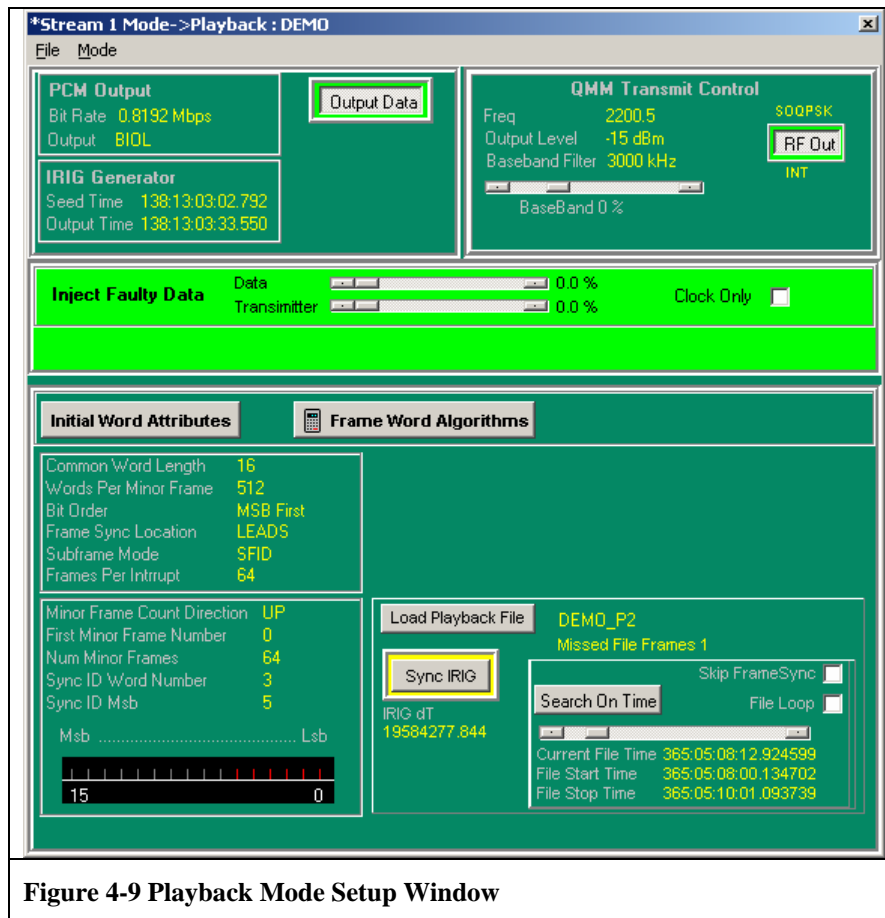 *Stream 1 Mode->Playback : DEMO
File Mode
PCM Output
Bit Rate 0.8192 Mbps
Output BIOL
Output Data
IRIG Generator
Seed Time 138:13:03:02.792
Output Time 138:13:03:33.550
QMM Transmit Control
Freq 2200.5
Output Level -15 dBm
Baseband Filter 3000 kHz
BaseBand 0 %
SOQPSK
RF Out
INT
Inject Faulty Data
Data 0.0 %
Transimitter 0.0 %
Clock Only
Initial Word Attributes
Frame Word Algorithms
Common Word Length 16
Words Per Minor Frame 512
Bit Order MSB First
Frame Sync Location LEADS
Subframe Mode SFID
Frames Per Intrrupt 64
Minor Frame Count Direction UP
First Minor Frame Number 0
Num Minor Frames 64
Sync ID Word Number 3
Sync ID Msb 5
Msb ............................................... Lsb
15 0
Load Playback File
DEMO_P2
Missed File Frames 1
Sync IRIG
IRIG dT
19584277.844
Skip FrameSync
Search On Time
File Loop
Current File Time 365:05:08:12.924599
File Start Time 365:05:08:00.134702
File Stop Time 365:05:10:01.093739
Figure 4-9 Playback Mode Setup Window